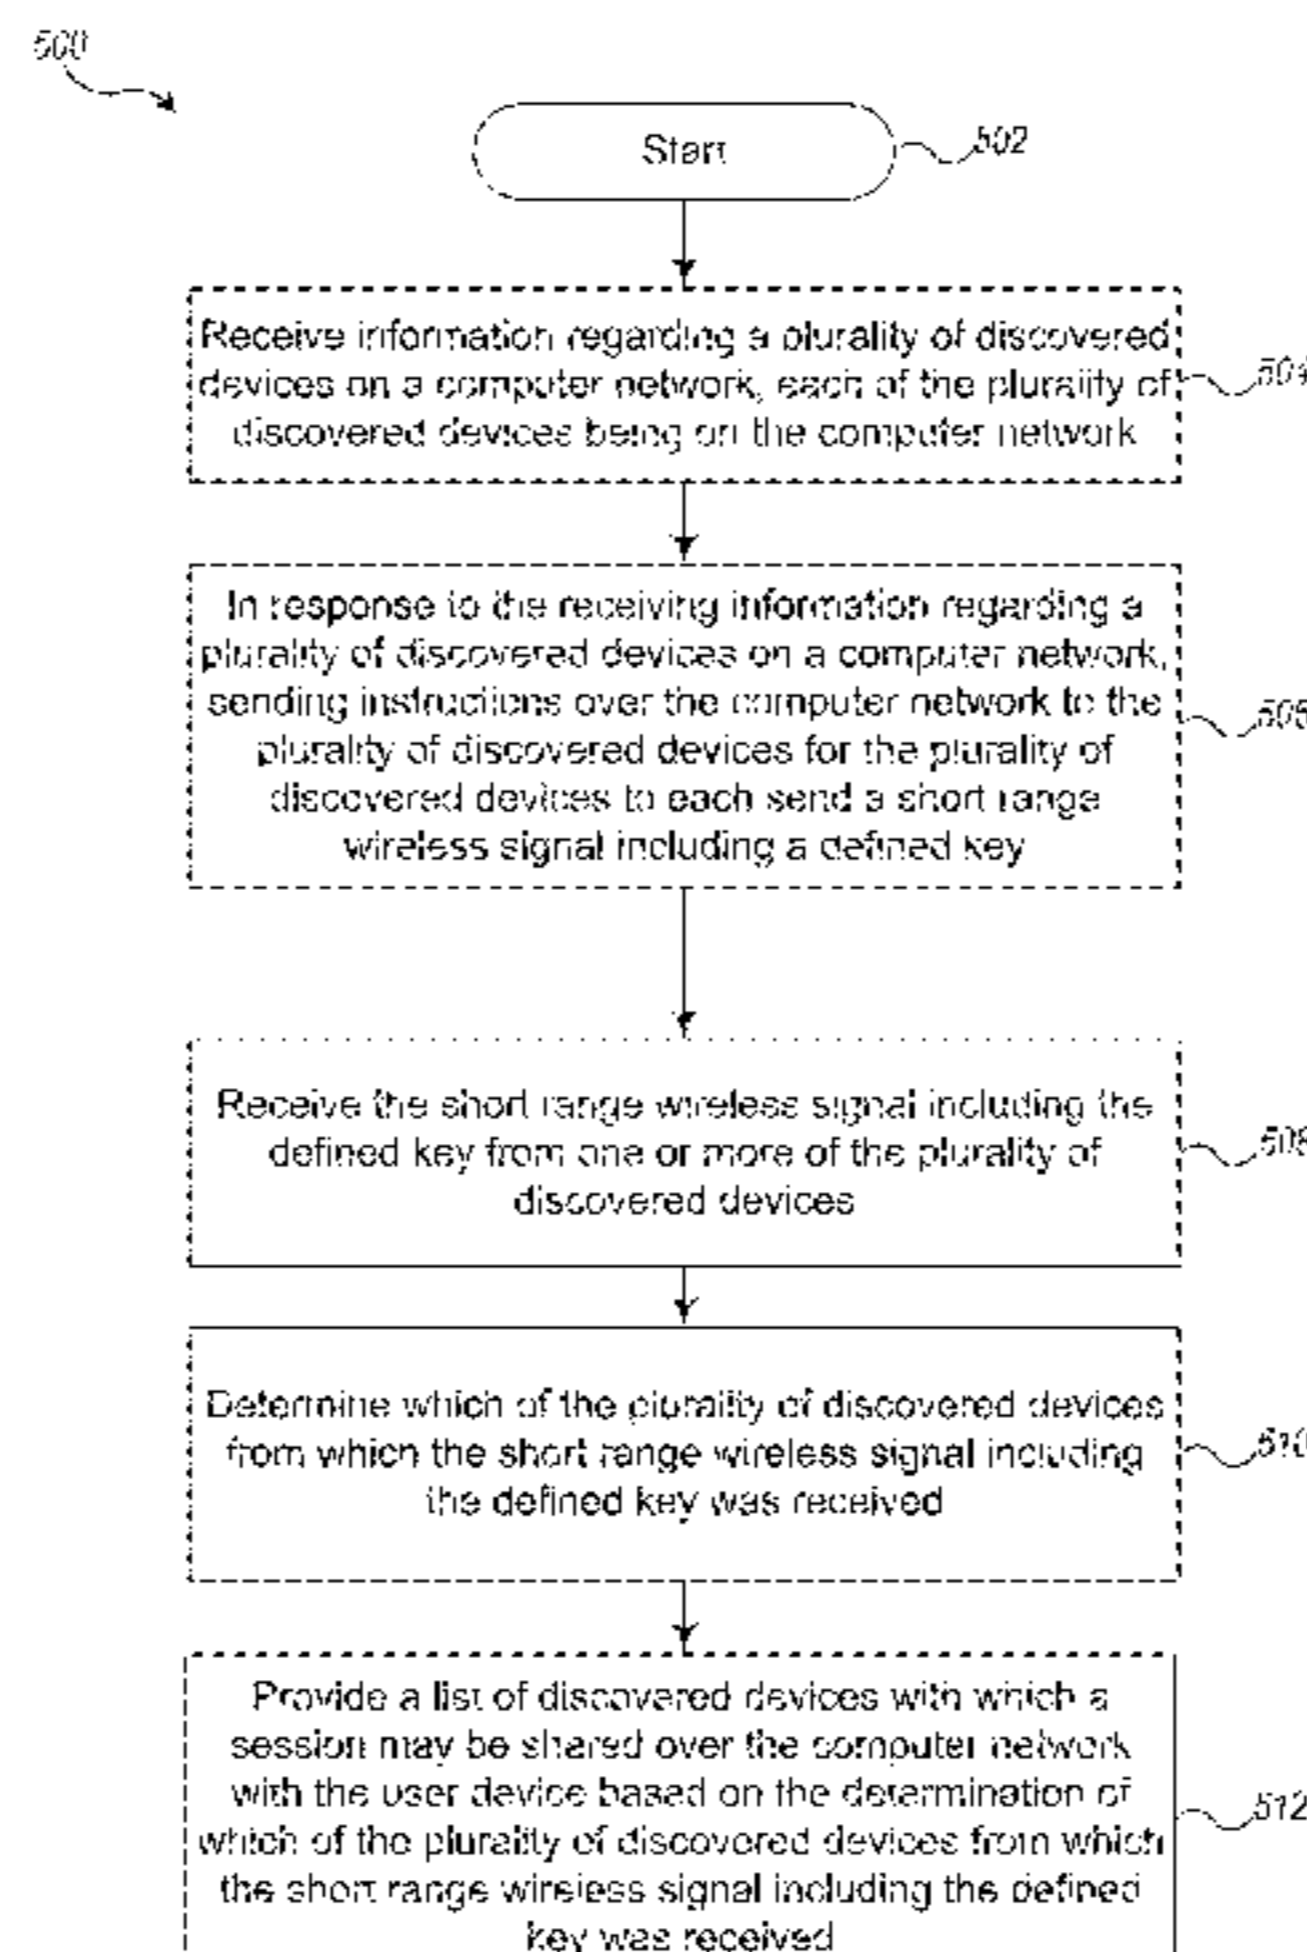 500
Start
502
Receive information regarding a plurality of discovered
devices on a computer network, each of the plurality of
discovered devices being on the computer network
504
In response to the receiving information regarding a
plurality of discovered devices on a computer network,
sending instructions over the computer network to the
plurality of discovered devices for the plurality of
discovered devices to each send a short range
wireless signal including a defined key
506
Receive the short range wireless signal including the
defined key from one or more of the plurality of
discovered devices
508
Determine which of the plurality of discovered devices
from which the short range wireless signal including
the defined key was received
510
Provide a list of discovered devices with which a
session may be shared over the computer network
with the user device based on the determination of
which of the plurality of discovered devices from which
the short range wireless signal including the defined
key was received
512